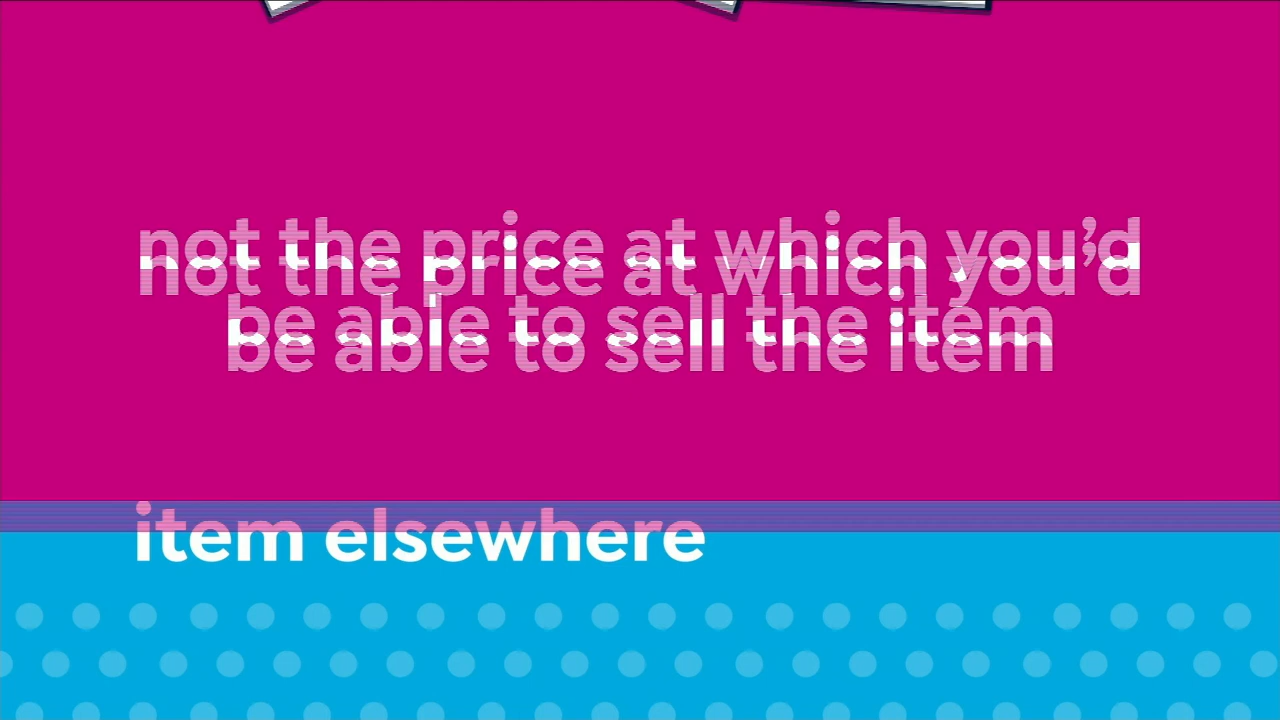 not the price at which you’d
be able to sell the item
item elsewhere